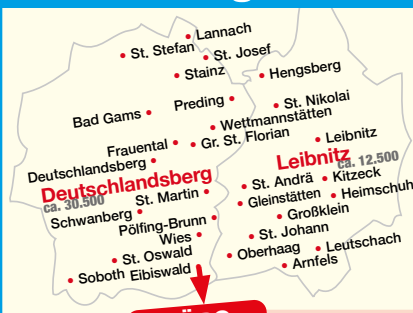 Lannach
St. Stefan
St. Josef
Stainz
Hengsberg
Preding
St. Nikolai
Bad Gams
Wettmannstätten
Frauental
Gr. St. Florian
Leibnitz
Deutschlandsberg
Leibnitz
ca. 12.500
Deutschlandsberg
ca. 30.500
St. Andrä
Kitzeck
St. Martin
Gleinstätten
Heimschuh
Schwanberg
Großklein
Pölfing-Brunn
St. Johann
Wies
Oberhaag
Leutschach
St. Oswald
Arnfels
Soboth
Eibiswald